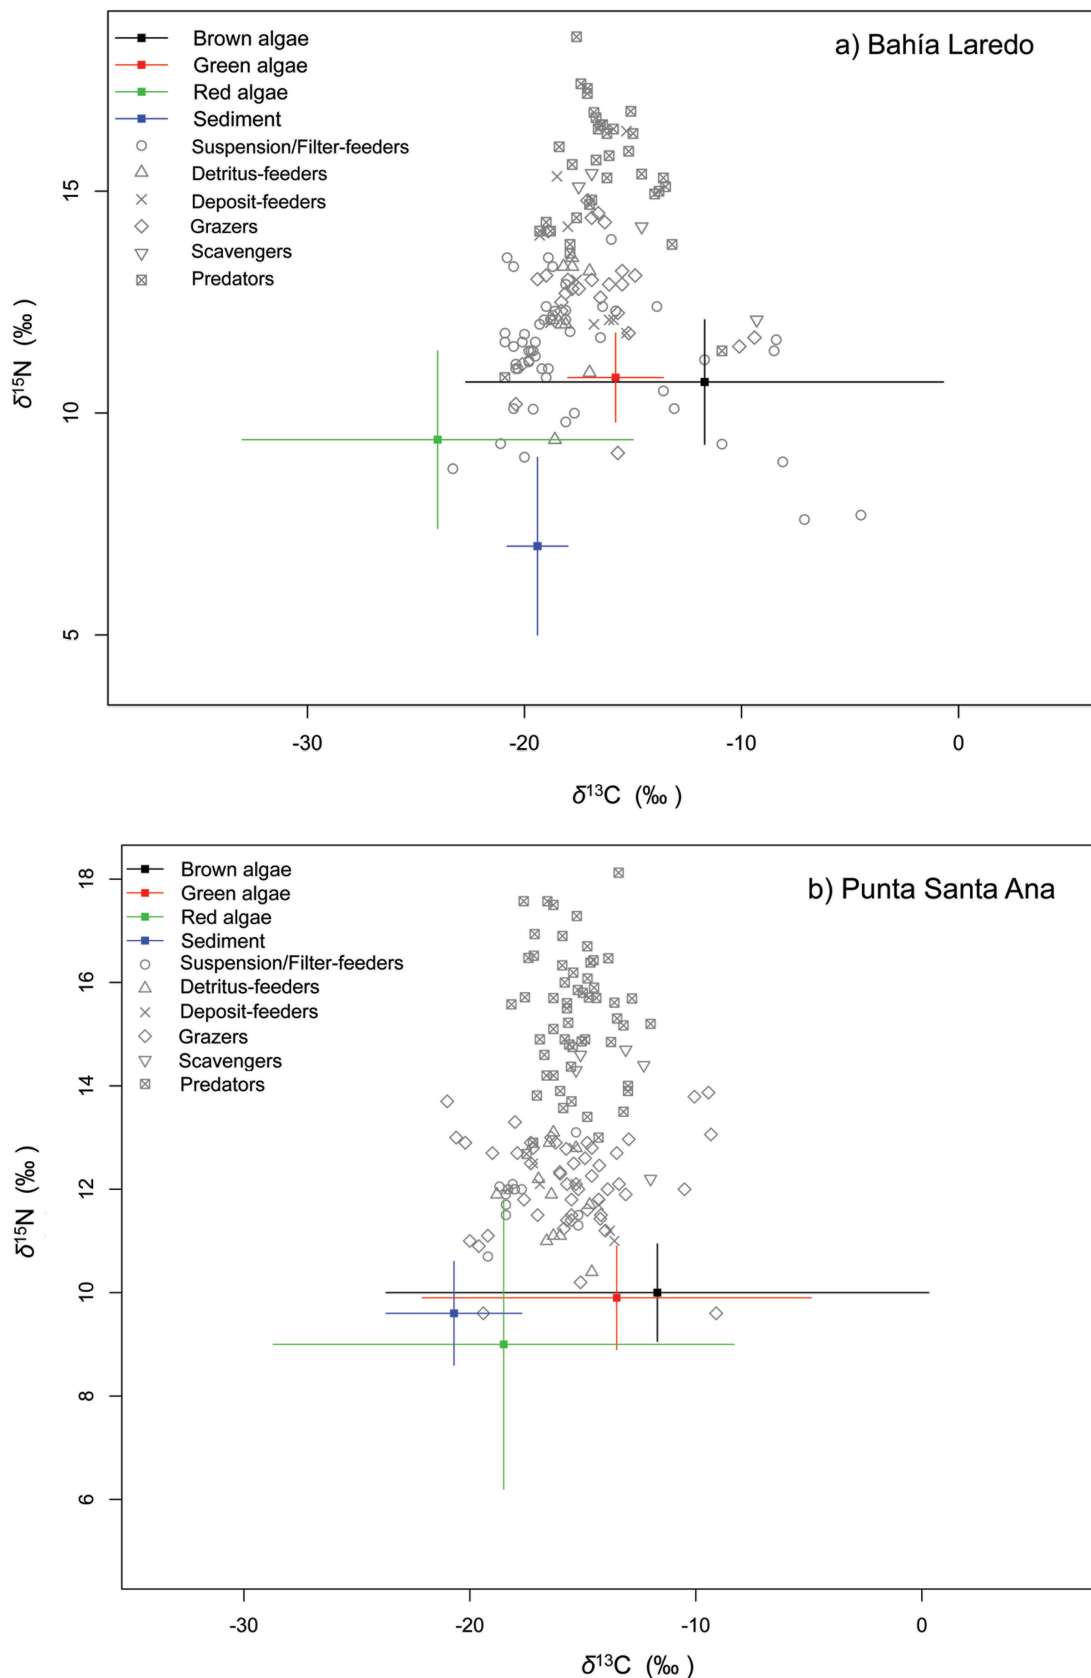 a) Bahía Laredo
Brown algae
Green algae
Red algae
Sediment
Suspension/Filter-feeders
Detritus-feeders
Deposit-feeders
Grazers
Scavengers
Predators
15
10
5
δ15N (‰)
-30 -20 -10 0
δ13C (‰)
b) Punta Santa Ana
Brown algae
Green algae
Red algae
Sediment
Suspension/Filter-feeders
Detritus-feeders
Deposit-feeders
Grazers
Scavengers
Predators
18
16
14
12
10
8
6
δ15N (‰)
-30 -20 -10 0
δ13C (‰)